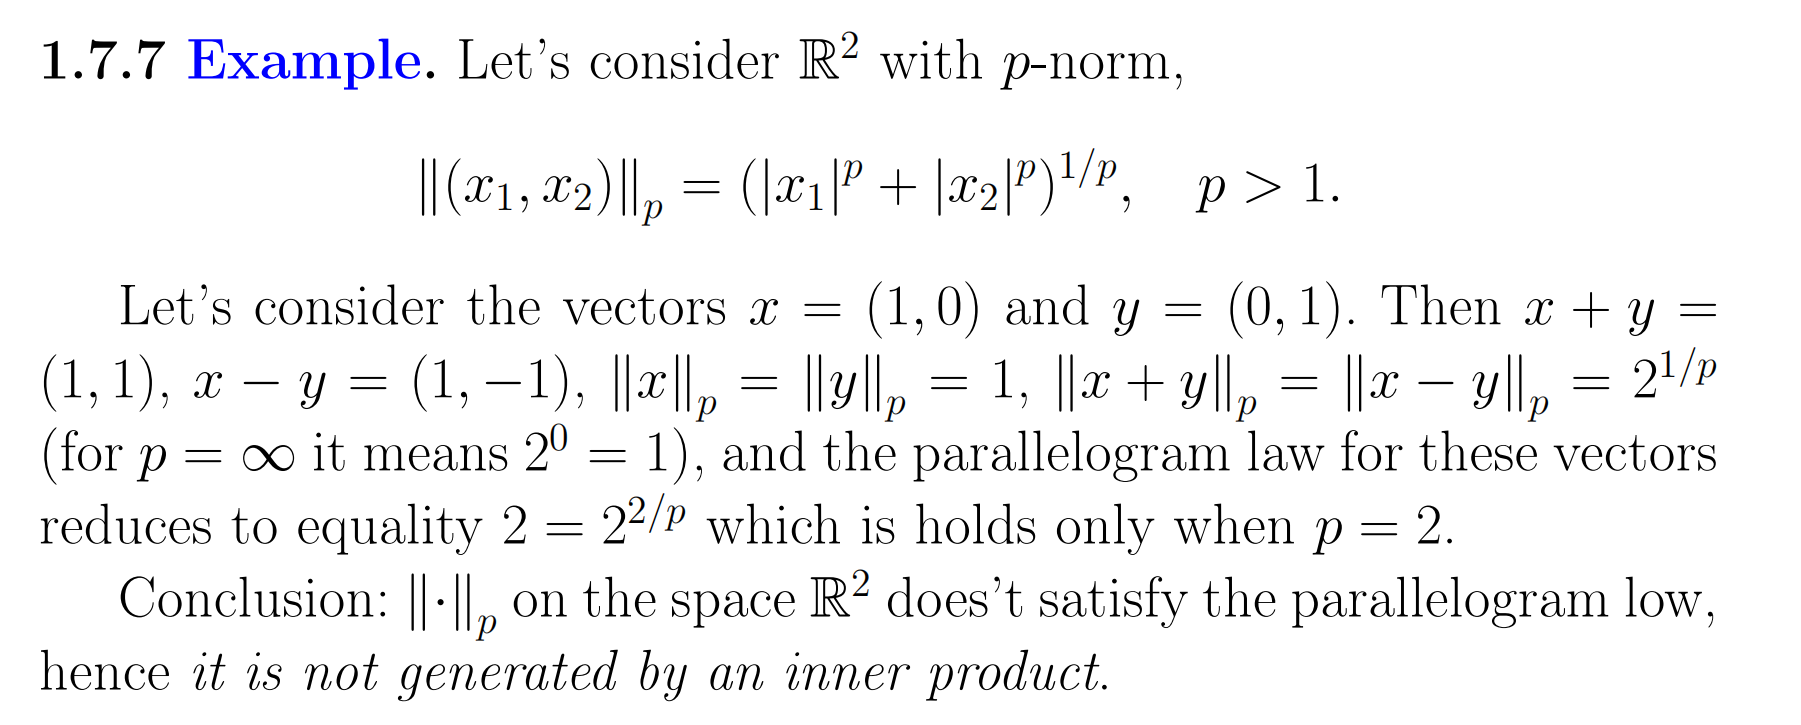 1.7.7 Example. Let's consider ℝ² with p-norm,
‖(x₁, x₂)‖ₚ = (|x₁|ᵖ + |x₂|ᵖ)^{1/p}, p > 1.
Let's consider the vectors x = (1, 0) and y = (0, 1). Then x + y =
(1, 1), x − y = (1, −1), ‖x‖ₚ = ‖y‖ₚ = 1, ‖x + y‖ₚ = ‖x − y‖ₚ = 2^{1/p}
(for p = ∞ it means 2⁰ = 1), and the parallelogram law for these vectors
reduces to equality 2 = 2^{2/p} which is holds only when p = 2.
Conclusion: ‖·‖ₚ on the space ℝ² does't satisfy the parallelogram low,
hence it is not generated by an inner product.